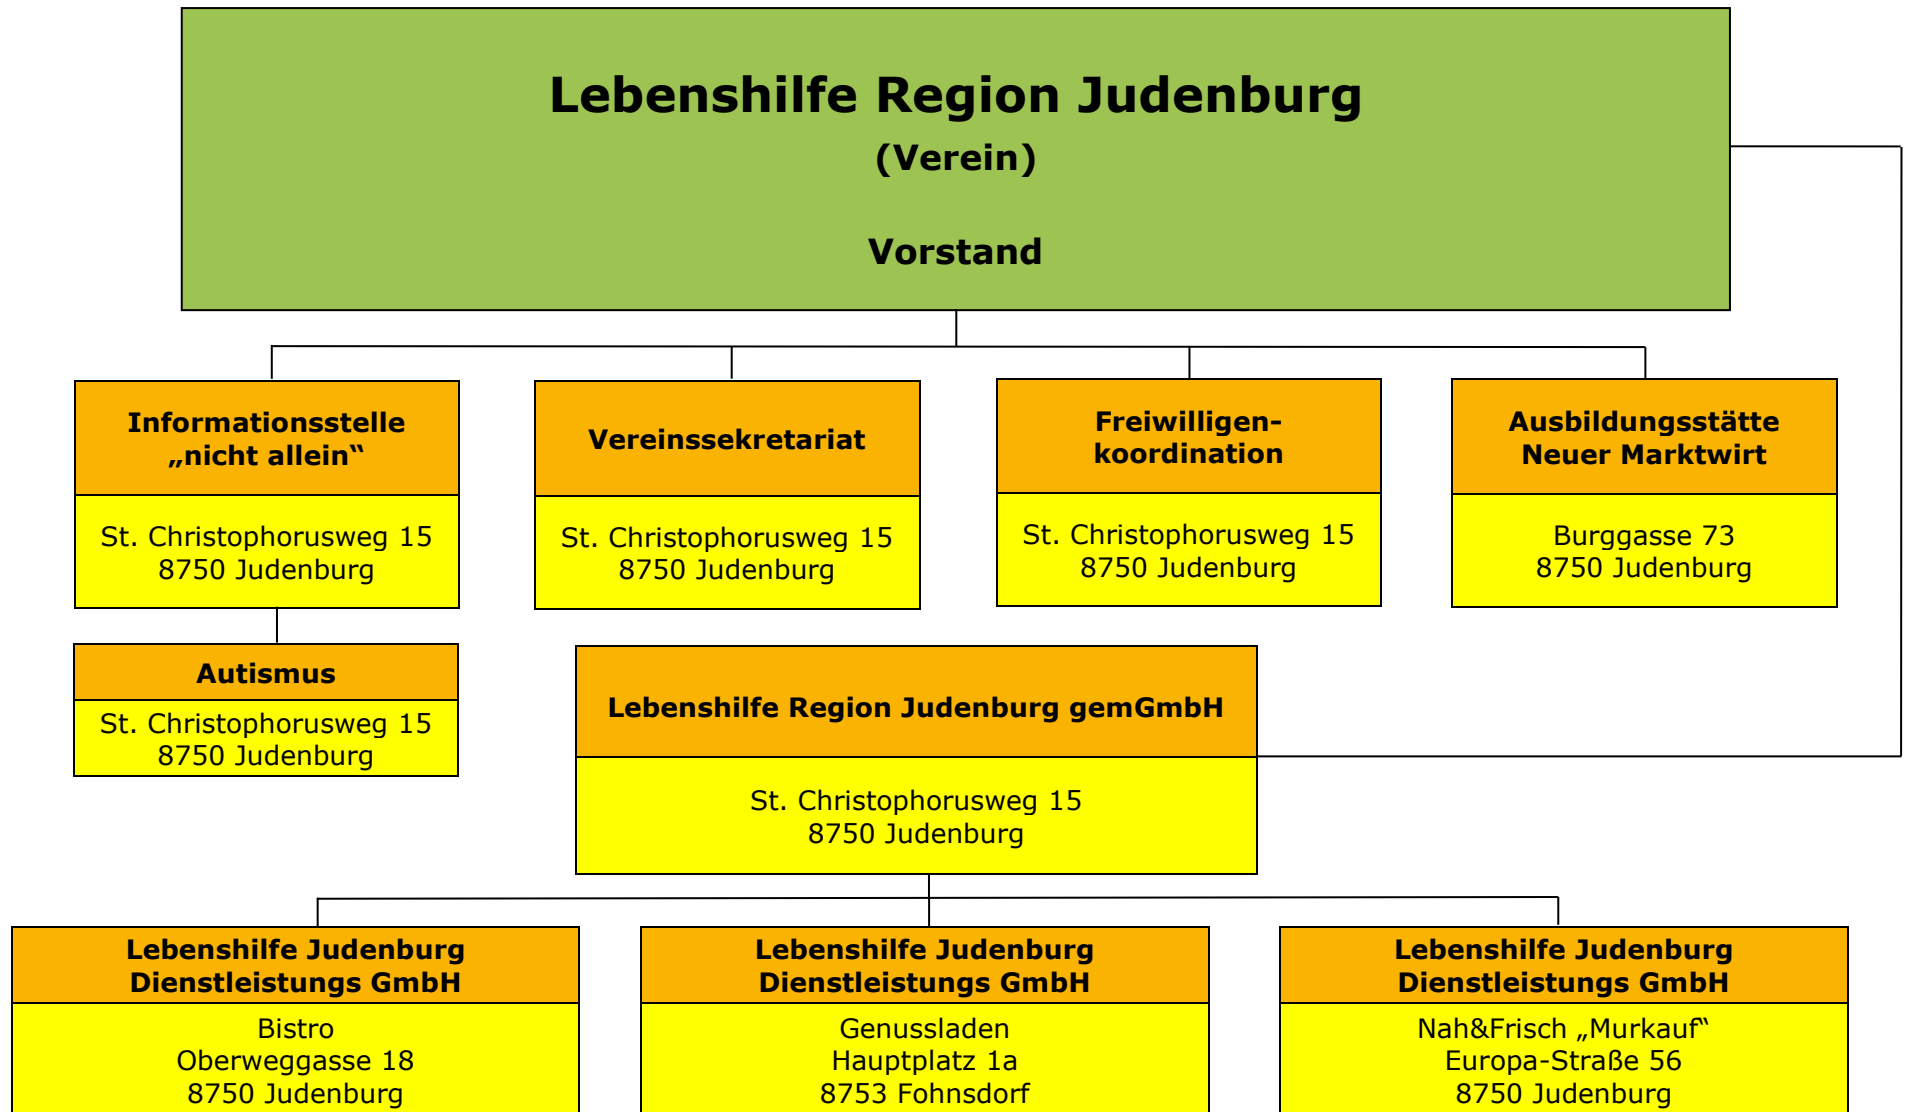 Lebenshilfe Region Judenburg
(Verein)
Vorstand
Informationsstelle
„nicht allein“
St. Christophorusweg 15
8750 Judenburg
Vereinssekretariat
St. Christophorusweg 15
8750 Judenburg
Freiwilligen-
koordination
St. Christophorusweg 15
8750 Judenburg
Ausbildungsstätte
Neuer Marktwirt
Burggasse 73
8750 Judenburg
Autismus
St. Christophorusweg 15
8750 Judenburg
Lebenshilfe Region Judenburg gemGmbH
St. Christophorusweg 15
8750 Judenburg
Lebenshilfe Judenburg
Dienstleistungs GmbH
Bistro
Oberweggasse 18
8750 Judenburg
Lebenshilfe Judenburg
Dienstleistungs GmbH
Genussladen
Hauptplatz 1a
8753 Fohnsdorf
Lebenshilfe Judenburg
Dienstleistungs GmbH
Nah&Frisch „Murkauf“
Europa-Straße 56
8750 Judenburg